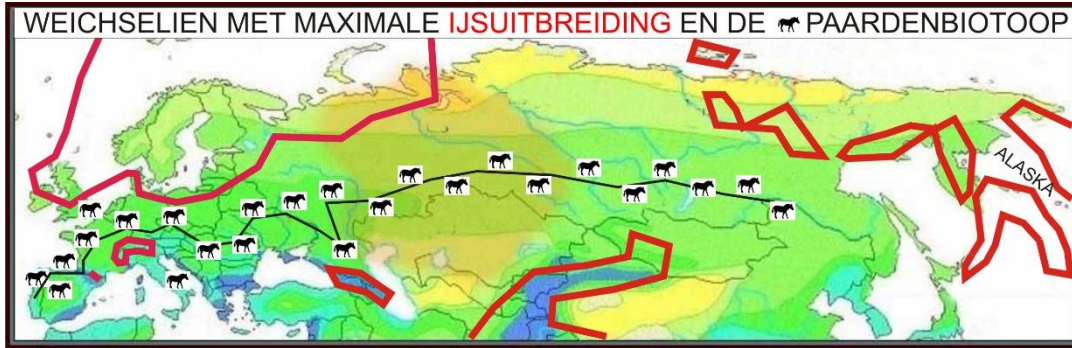 WEICHSELIEN MET MAXIMALE IJSUITBREIDING EN DE PAARDENBIOTOOP
ALASKA